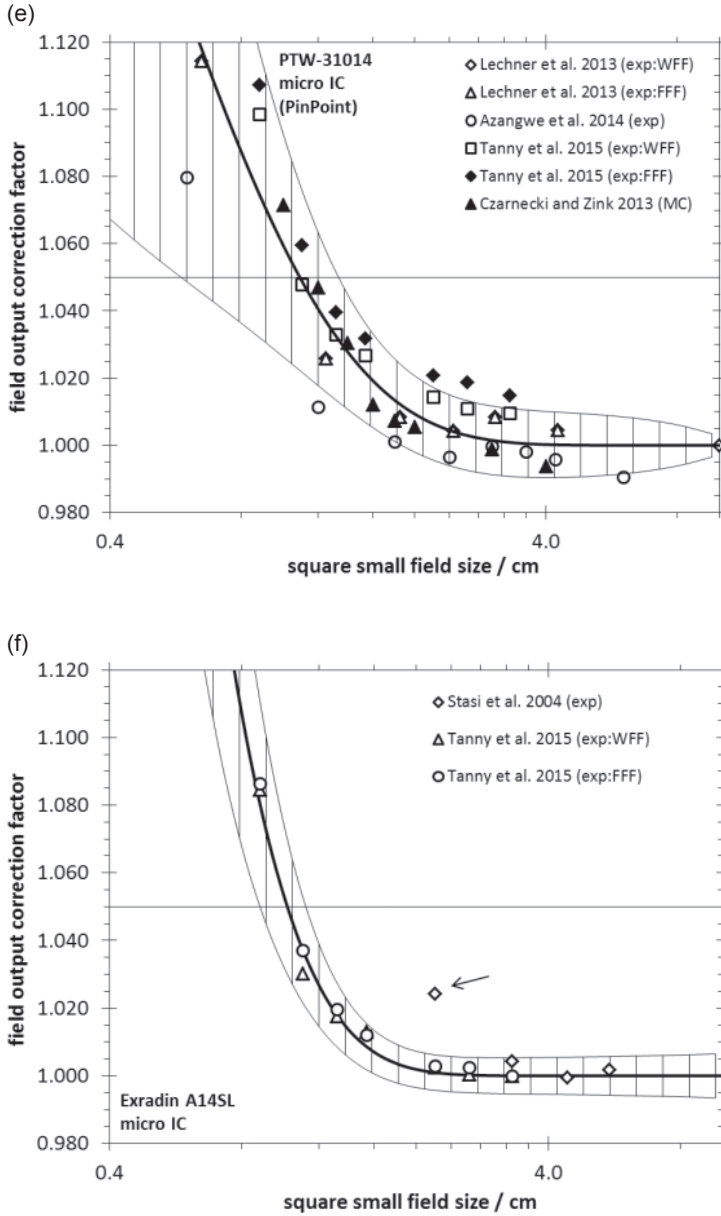 (e)
1.120
1.100
1.080
1.060
1.040
1.020
1.000
0.980
field output correction factor
PTW-31014
micro IC
(PinPoint)
Lechner et al. 2013 (exp:WFF)
Lechner et al. 2013 (exp:FFF)
Azangwe et al. 2014 (exp)
Tanny et al. 2015 (exp:WFF)
Tanny et al. 2015 (exp:FFF)
Czarnecki and Zink 2013 (MC)
0.4
4.0
square small field size / cm
(f)
1.120
1.100
1.080
1.060
1.040
1.020
1.000
0.980
field output correction factor
Stasi et al. 2004 (exp)
Tanny et al. 2015 (exp:WFF)
Tanny et al. 2015 (exp:FFF)
Exradin A14SL
micro IC
0.4
4.0
square small field size / cm